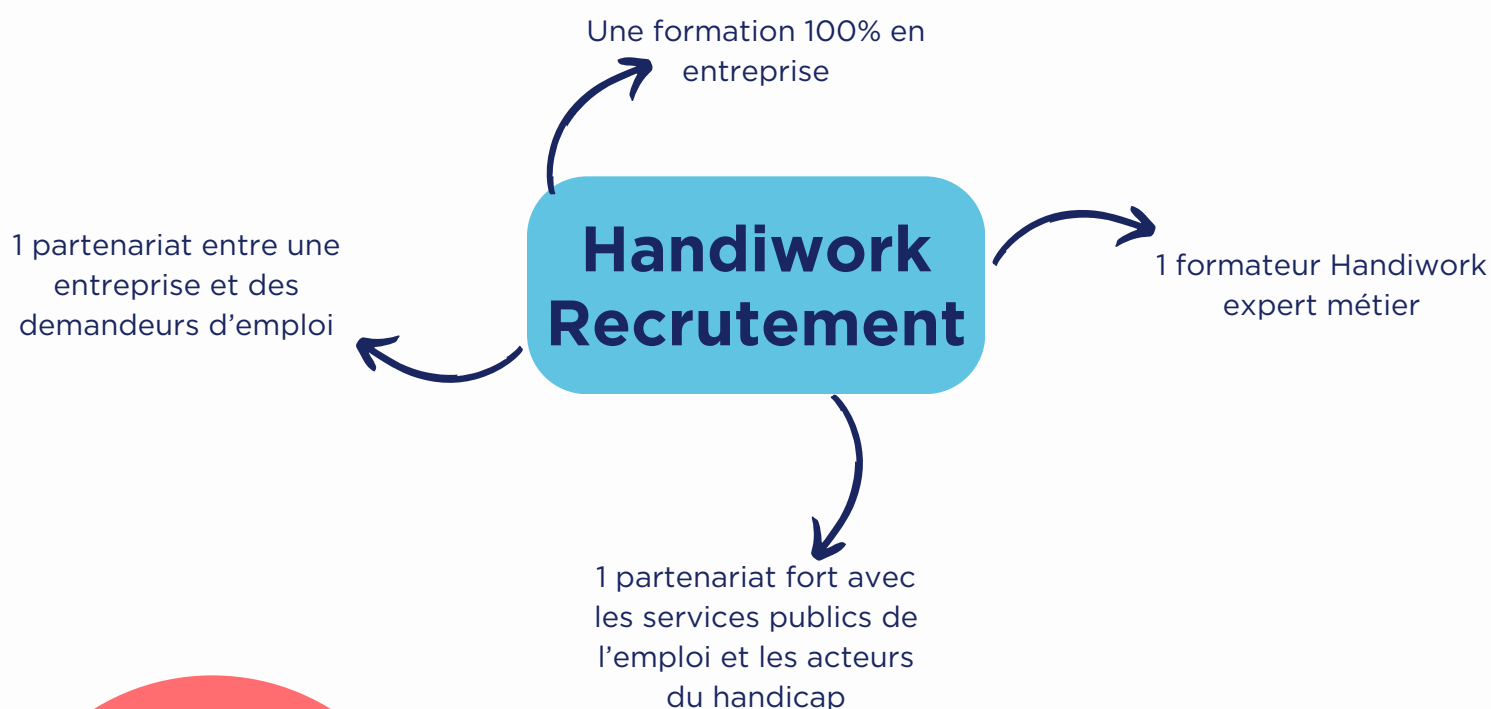 Une formation 100% en
entreprise
Handiwork
Recrutement
1 partenariat entre une
entreprise et des
demandeurs d’emploi
1 formateur Handiwork
expert métier
1 partenariat fort avec
les services publics de
l’emploi et les acteurs
du handicap